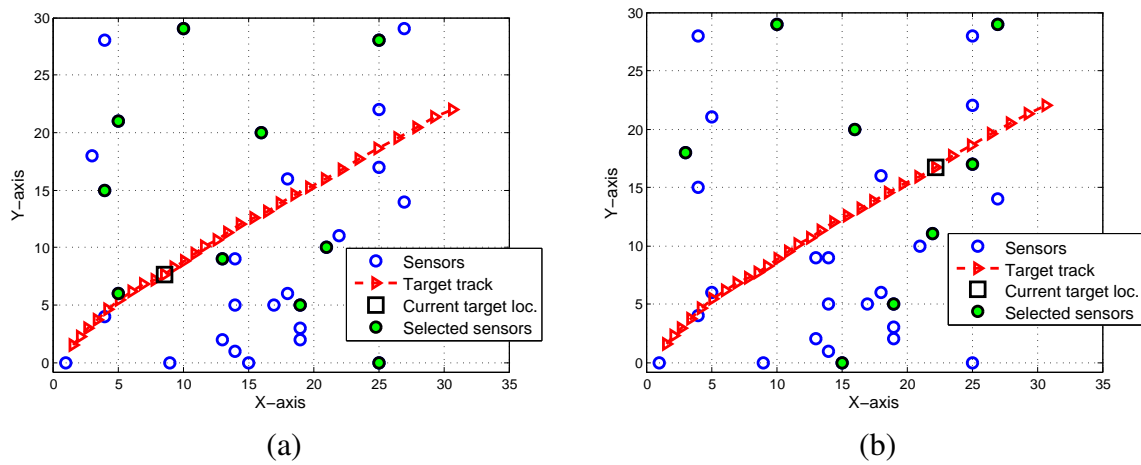 30
25
20
15
10
5
0
Y-axis
0 5 10 15 20 25 30 35
X-axis
Sensors
Target track
Current target loc.
Selected sensors
(a)
30
25
20
15
10
5
0
Y-axis
0 5 10 15 20 25 30 35
X-axis
Sensors
Target track
Current target loc.
Selected sensors
(b)